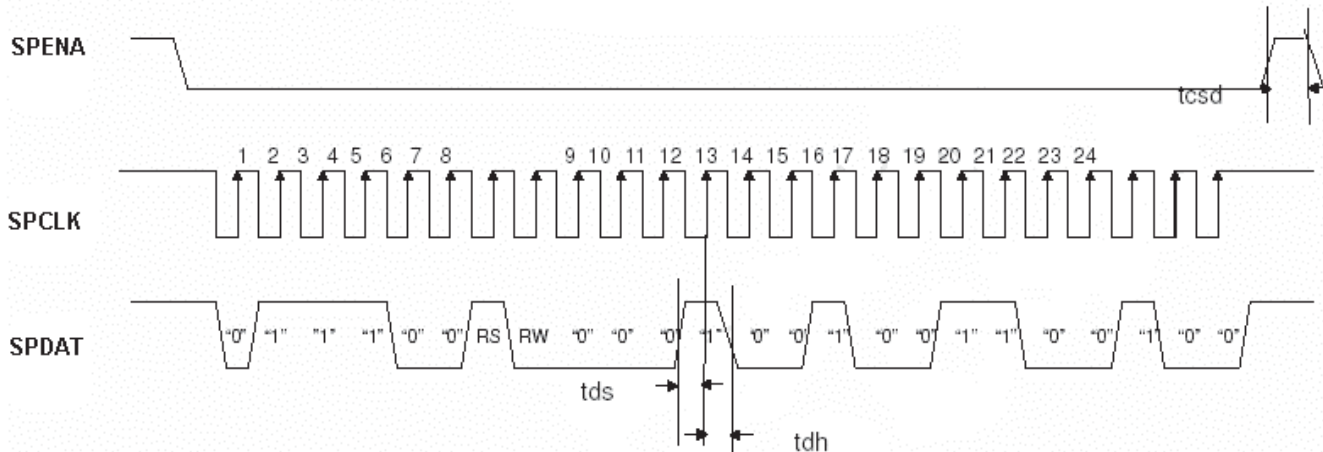 SPENA
tcsd
1 2 3 4 5 6 7 8 9 10 11 12 13 14 15 16 17 18 19 20 21 22 23 24
SPCLK
SPDAT
“0” “1” “1” “1” “0” “0” RS RW “0” “0” “0” “1” “0” “0” “1” “0” “0” “1” “1” “0” “0” “1” “0” “0”
tds
tdh